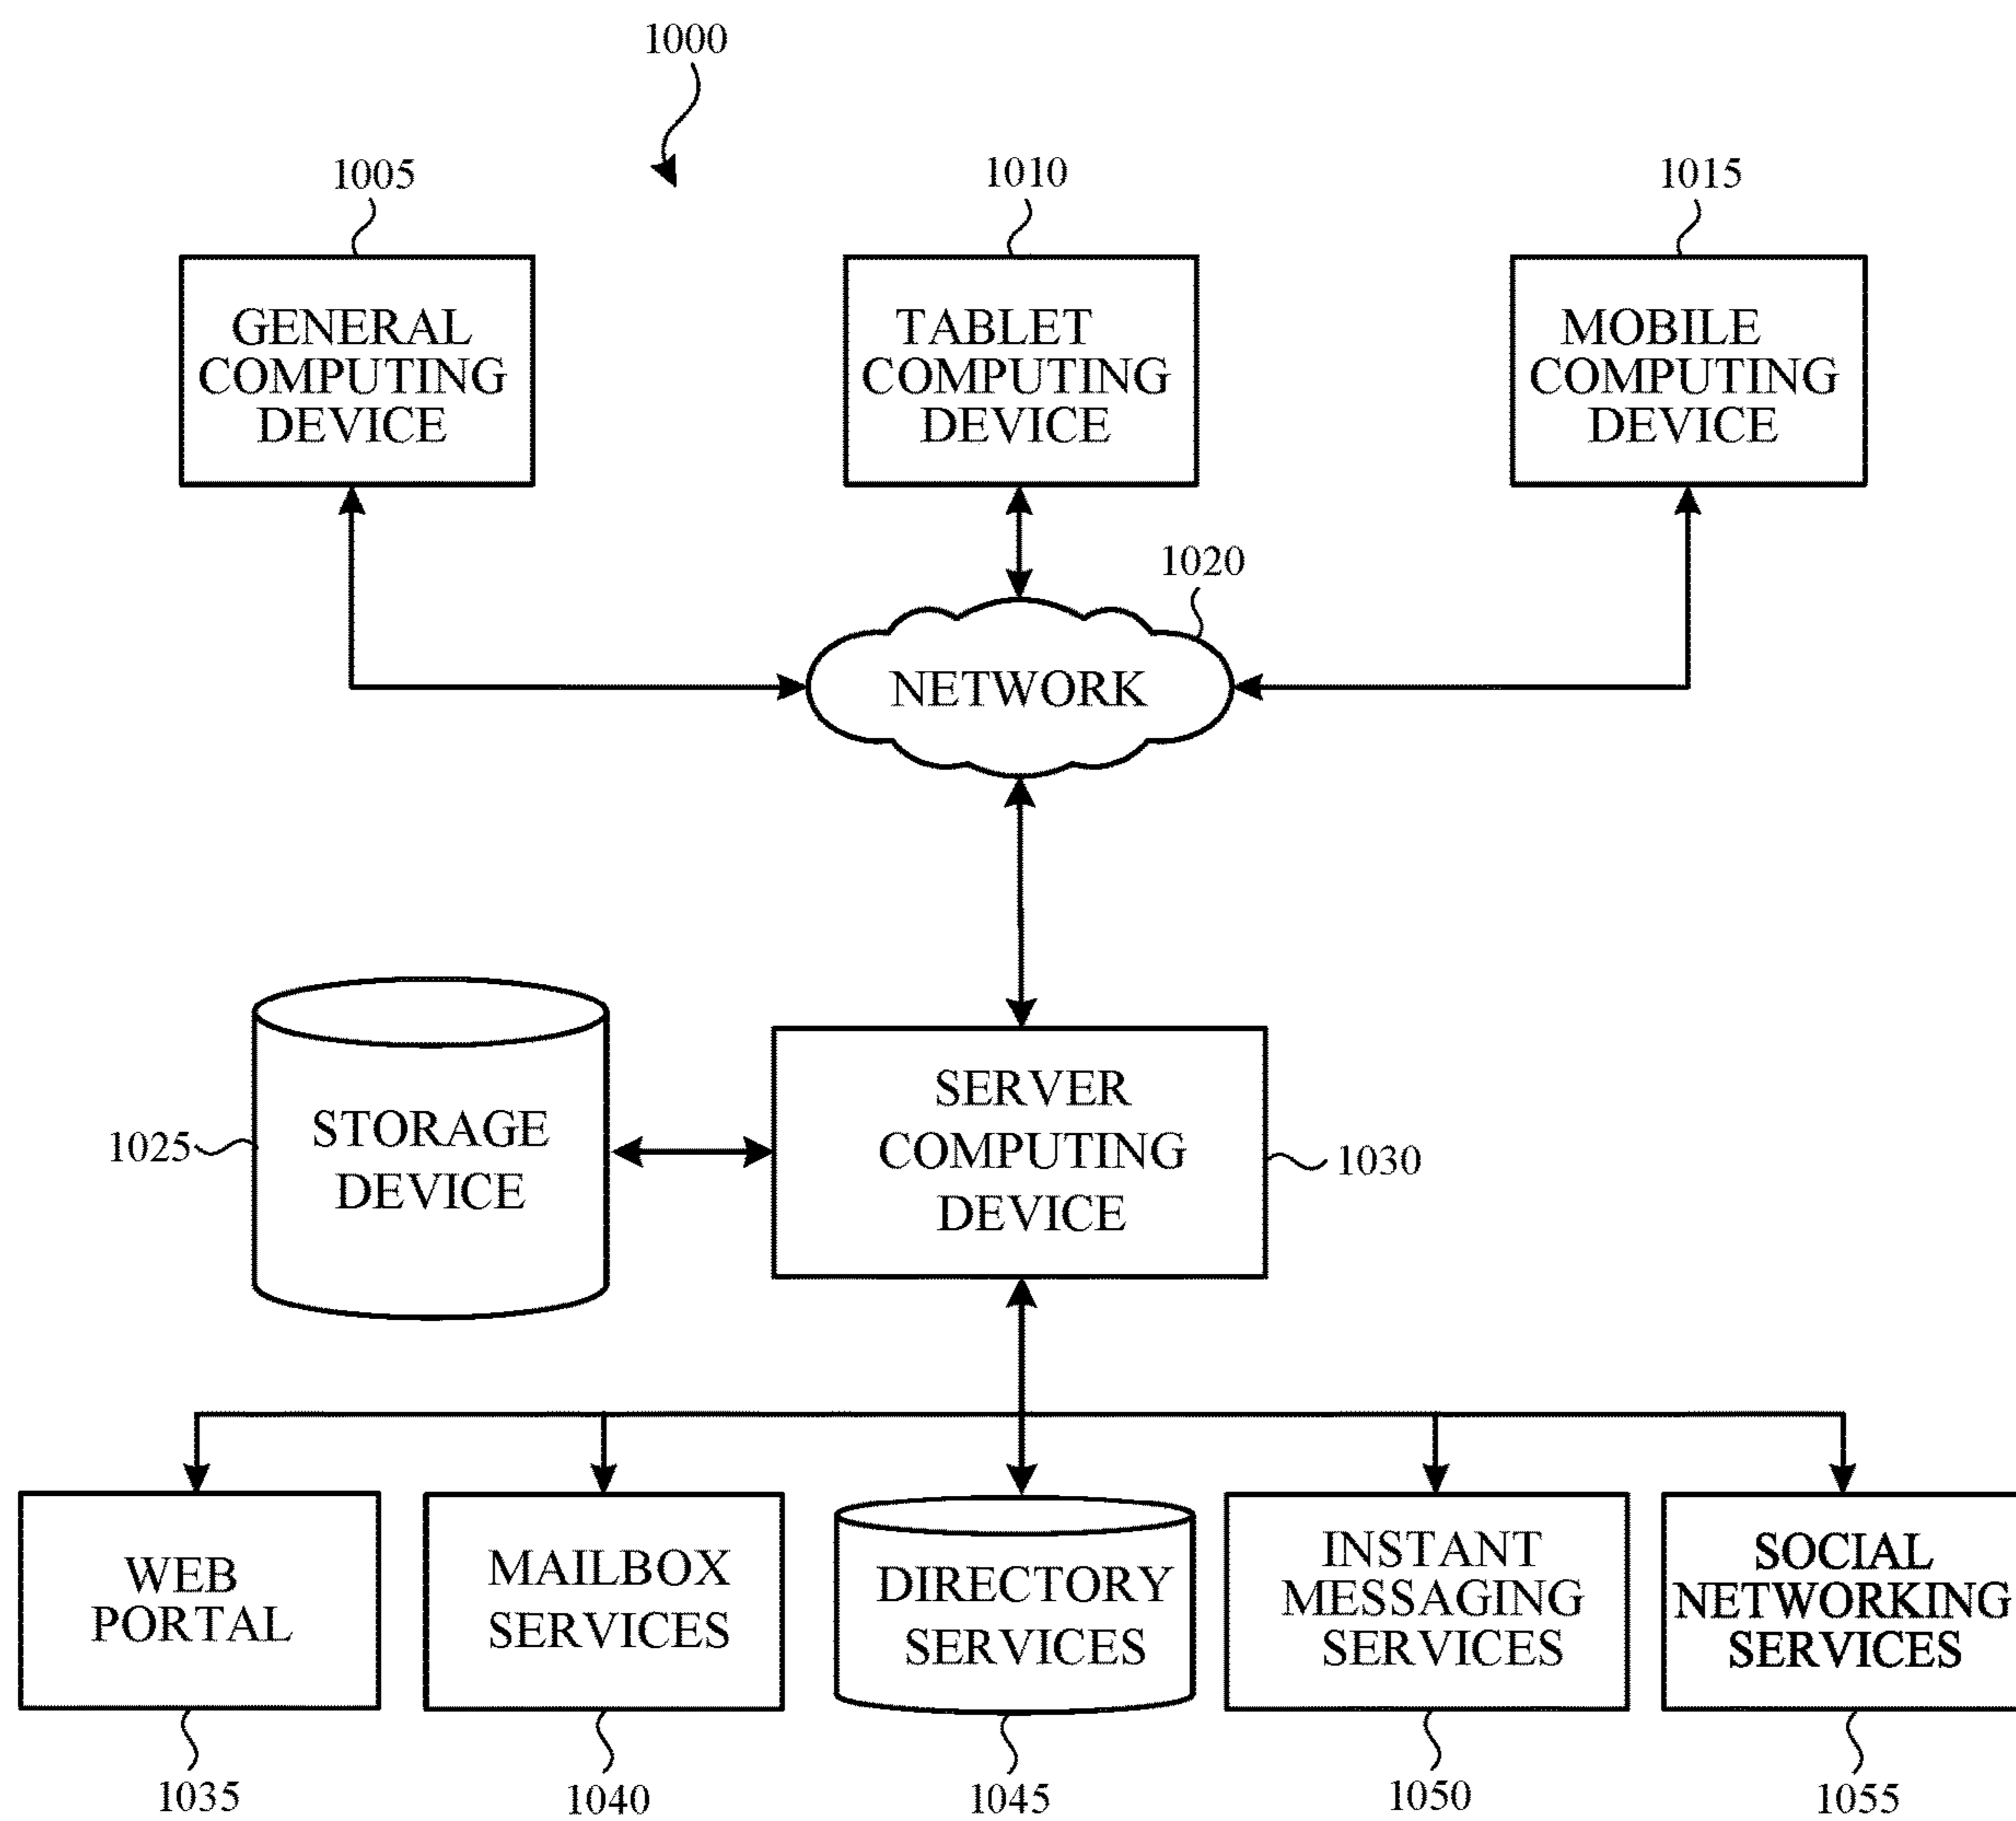 1000
1005
1010
1015
GENERAL
COMPUTING
DEVICE
TABLET
COMPUTING
DEVICE
MOBILE
COMPUTING
DEVICE
1020
NETWORK
STORAGE
DEVICE
1025
SERVER
COMPUTING
DEVICE
1030
WEB
PORTAL
MAILBOX
SERVICES
DIRECTORY
SERVICES
INSTANT
MESSAGING
SERVICES
SOCIAL
NETWORKING
SERVICES
1035
1040
1045
1050
1055